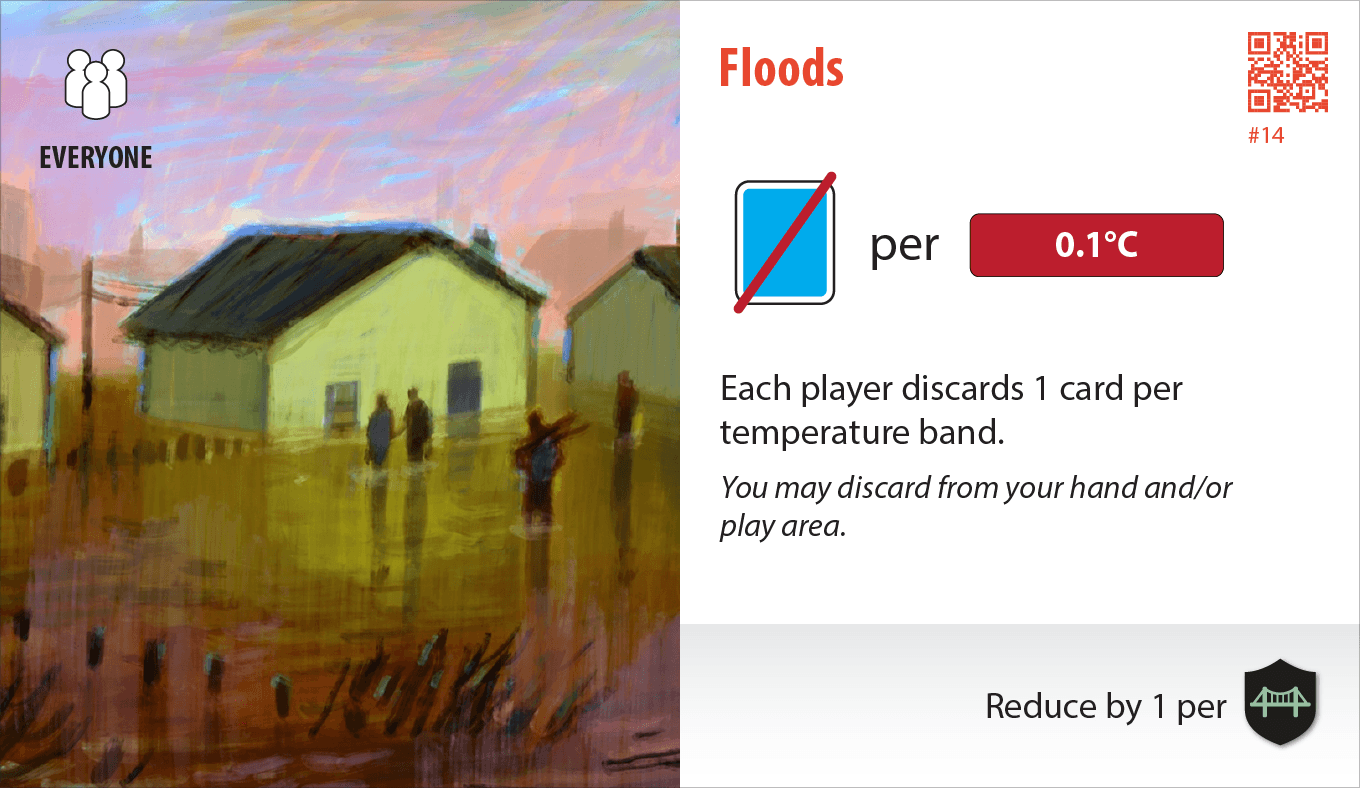 EVERYONE
Floods
#14
per
0.1°C
Each player discards 1 card per
temperature band.
You may discard from your hand and/or
play area.
Reduce by 1 per